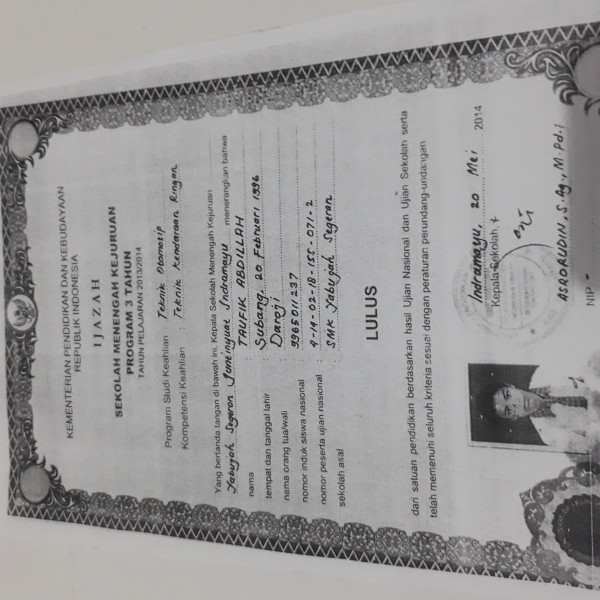 KEMENTERIAN PENDIDIKAN DAN KEBUDAYAAN
REPUBLIK INDONESIA
IJAZAH
SEKOLAH MENENGAH KEJURUAN
PROGRAM 3 TAHUN
TAHUN PELAJARAN 2013/2014
Program Studi Keahlian : Teknik Otomotip
Kompetensi Keahlian : Teknik Kendaraan Ringan
Yang bertanda tangan di bawah ini, Kepala Sekolah Menengah Kejuruan
Yabujah Segeran Juntinyuat Indramayu menerangkan bahwa
nama : TAUFIK ABDILLAH
tempat dan tanggal lahir : Subang, 20 Februari 1996
nama orang tua/wali : Daroji
nomor induk siswa nasional : 9965011237
nomor peserta ujian nasional : 4-14-02-18-155-071-2
sekolah asal : SMK Yabujah Segeran
LULUS
dari satuan pendidikan berdasarkan hasil Ujian Nasional dan Ujian Sekolah serta
telah memenuhi seluruh kriteria sesuai dengan peraturan perundang-undangan
Indramayu, 20 Mei 2014
Kepala Sekolah,
ASRORUDIN, S.Ag., M.Pd.I
NIP -